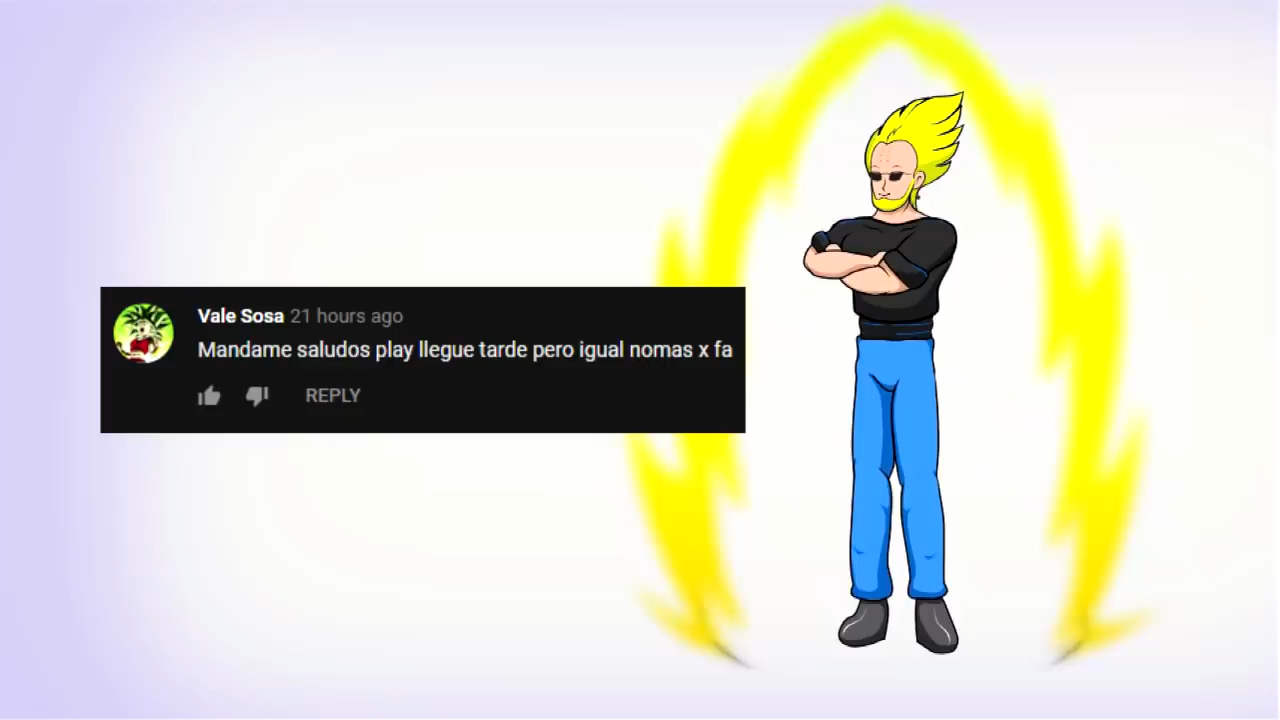 Vale Sosa 21 hours ago
Mandame saludos play llegue tarde pero igual nomas x fa
REPLY